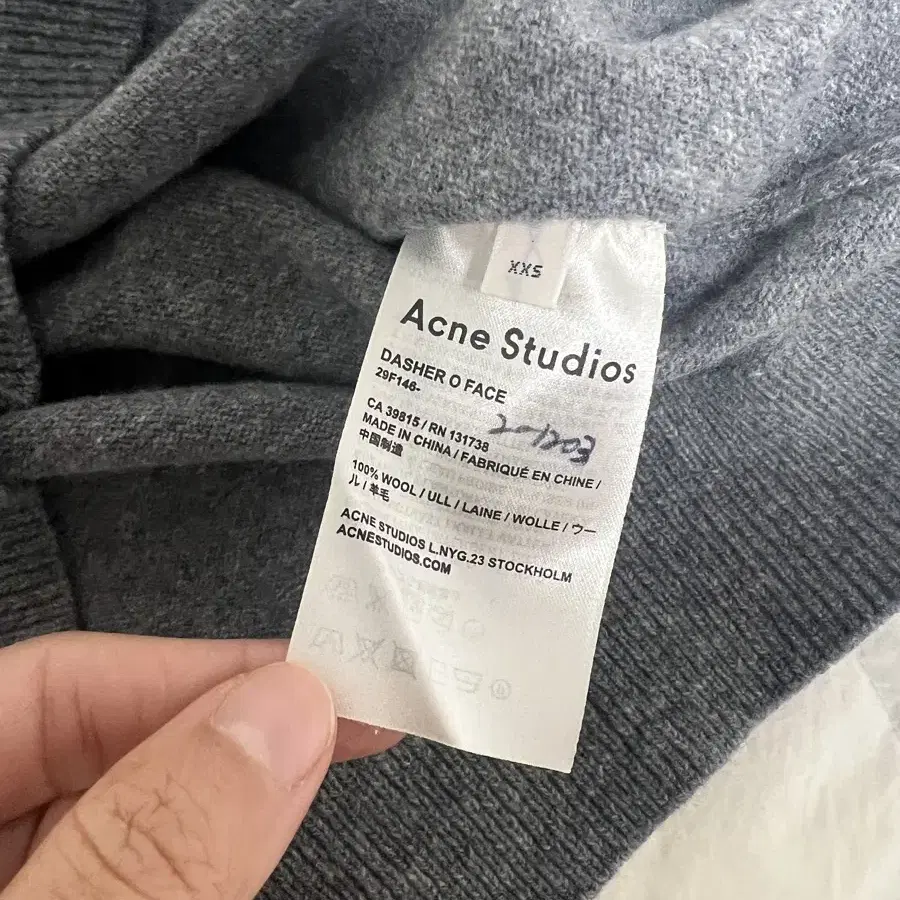 XXS
Acne Studios
DASHER O FACE
29F146-
CA 39815 / RN 131738
MADE IN CHINA / FABRIQUÉ EN CHINE /
中国制造
100% WOOL / ULL / LAINE / WOLLE / ウー
ル / 羊毛
ACNE STUDIOS L.NYG.23 STOCKHOLM
ACNESTUDIOS.COM